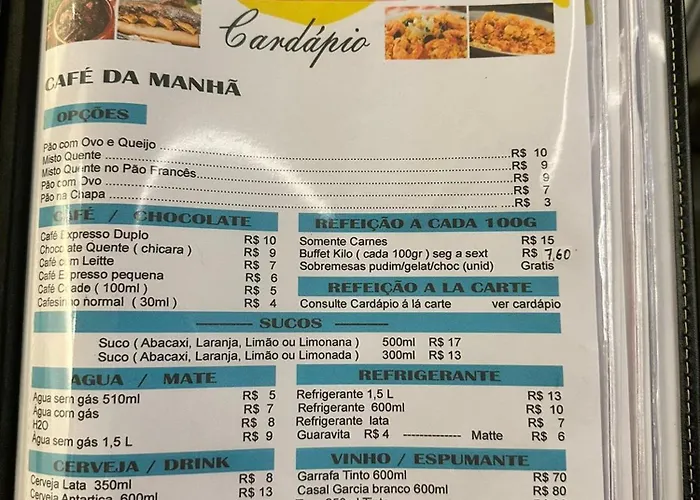 Cardápio
CAFÉ DA MANHÃ
OPÇÕES
Pão com Ovo e Queijo ........ R$ 10
Misto Quente ........ R$ 9
Misto Quente no Pão Francês ........ R$ 9
Pão com Ovo ........ R$ 7
Pão na Chapa ........ R$ 3
CAFÉ / CHOCOLATE
Café Expresso Duplo R$ 10
Chocolate Quente ( chicara ) R$ 9
Café com Leitte R$ 7
Café Expresso pequena R$ 6
Café Coado ( 100ml ) R$ 5
Cafesinho normal ( 30ml ) R$ 4
REFEIÇÃO A CADA 100G
Somente Carnes R$ 15
Buffet Kilo ( cada 100gr ) seg a sext R$ 7,60
Sobremesas pudim/gelat/choc (unid) Gratis
REFEIÇÃO A LA CARTE
Consulte Cardápio á lá carte ver cardápio
---------- SUCOS ----------
Suco ( Abacaxi, Laranja, Limão ou Limonana ) 500ml R$ 17
Suco ( Abacaxi, Laranja, Limão ou Limonada ) 300ml R$ 13
AGUA / MATE
Agua sem gás 510ml R$ 5
Água com gás R$ 7
H2O R$ 8
Água sem gás 1,5 L R$ 9
REFRIGERANTE
Refrigerante 1,5 L R$ 13
Refrigerante 600ml R$ 10
Refrigerante lata R$ 7
Guaravita R$ 4 ---------------- Matte R$ 6
CERVEJA / DRINK
Cerveja Lata 350ml R$ 8
Cerveja Antartica 600ml R$ 13
VINHO / ESPUMANTE
Garrafa Tinto 600ml R$ 70
Casal Garcia branco 600ml R$ 80